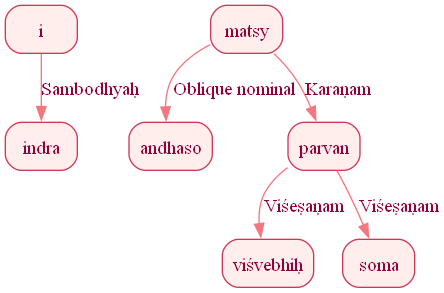 i
matsy
Sambodhyaḥ
Oblique nominal
Karaṇam
indra
andhaso
parvan
Viśeṣaṇam
Viśeṣaṇam
viśvebhiḥ
soma